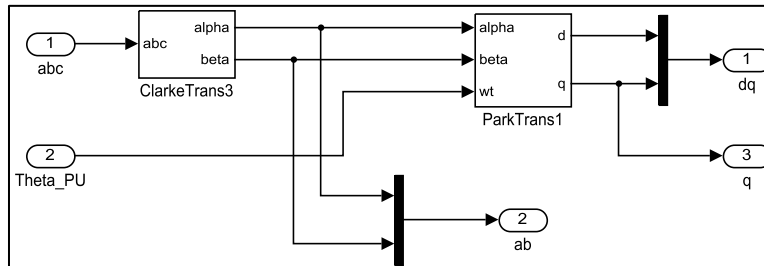 1
abc
abc
alpha
beta
ClarkeTrans3
alpha
beta
wt
d
q
ParkTrans1
1
dq
2
Theta_PU
3
q
2
ab